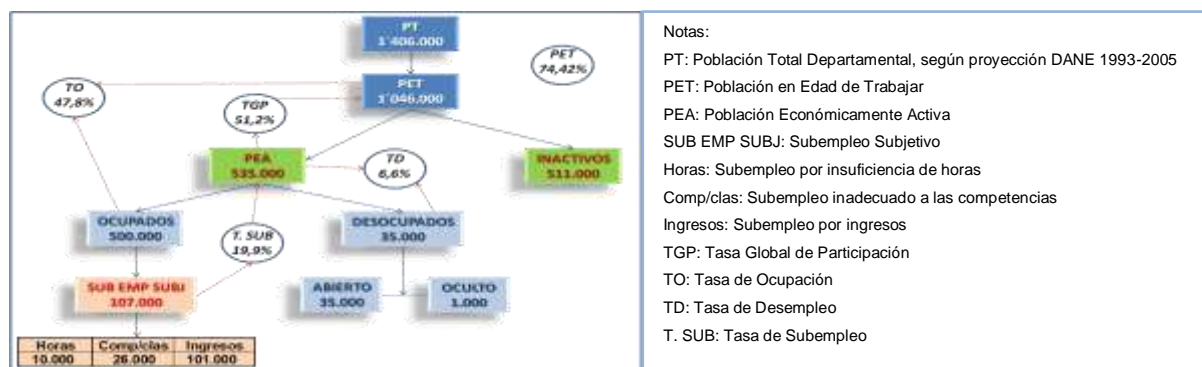 PT
1´406.000
PET
74,42%
TO
47,8%
PET
1´046.000
TGP
51,2%
PEA
535.000
TD
6,6%
INACTIVOS
511.000
OCUPADOS
500.000
T. SUB
19,9%
DESOCUPADOS
35.000
SUB EMP SUBJ
107.000
ABIERTO
35.000
OCULTO
1.000
Horas Comp/clas Ingresos
10.000 26.000 101.000
Notas:
PT: Población Total Departamental, según proyección DANE 1993-2005
PET: Población en Edad de Trabajar
PEA: Población Económicamente Activa
SUB EMP SUBJ: Subempleo Subjetivo
Horas: Subempleo por insuficiencia de horas
Comp/clas: Subempleo inadecuado a las competencias
Ingresos: Subempleo por ingresos
TGP: Tasa Global de Participación
TO: Tasa de Ocupación
TD: Tasa de Desempleo
T. SUB: Tasa de Subempleo